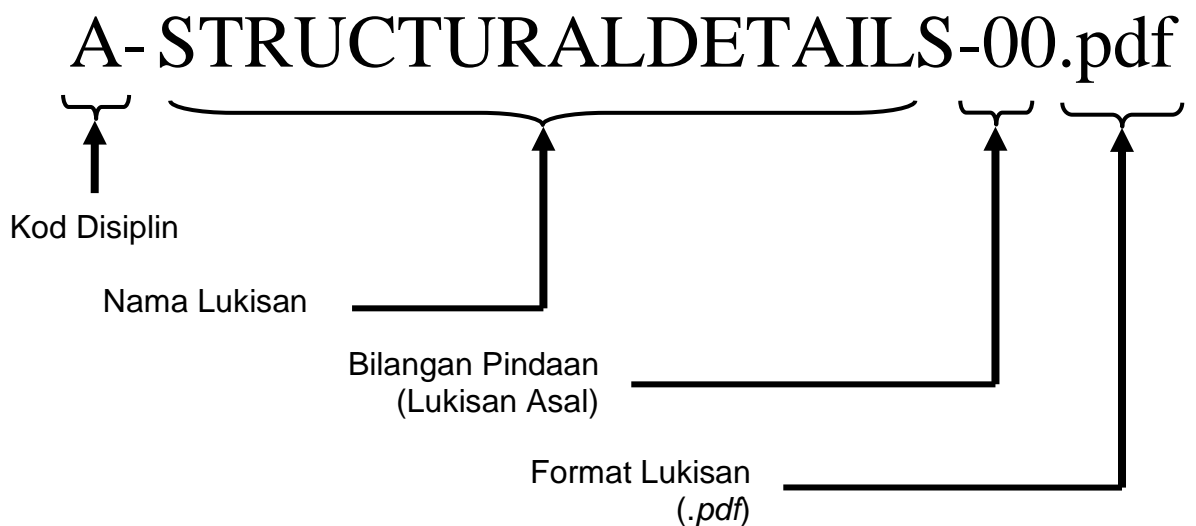 A- STRUCTURALDETAILS-00.pdf
Kod Disiplin
Nama Lukisan
Bilangan Pindaan
(Lukisan Asal)
Format Lukisan
(.pdf)